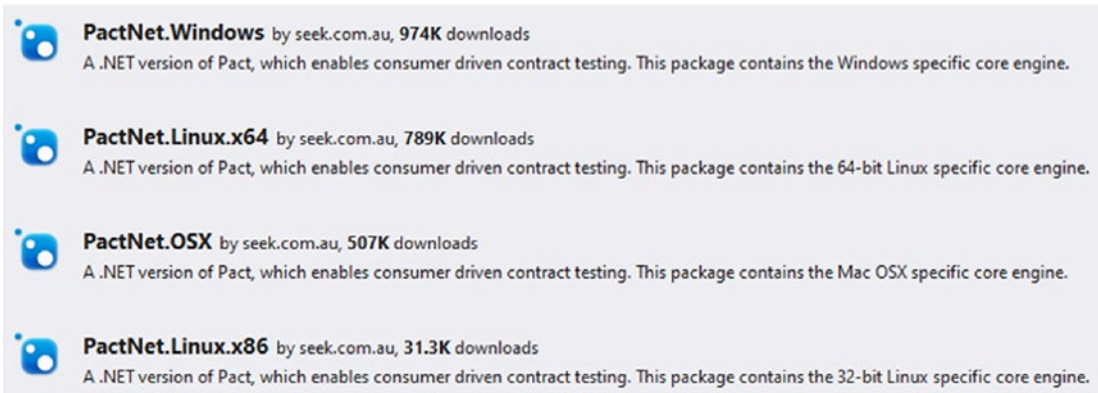 PactNet.Windows by seek.com.au, 974K downloads
A .NET version of Pact, which enables consumer driven contract testing. This package contains the Windows specific core engine.
PactNet.Linux.x64 by seek.com.au, 789K downloads
A .NET version of Pact, which enables consumer driven contract testing. This package contains the 64-bit Linux specific core engine.
PactNet.OSX by seek.com.au, 507K downloads
A .NET version of Pact, which enables consumer driven contract testing. This package contains the Mac OSX specific core engine.
PactNet.Linux.x86 by seek.com.au, 31.3K downloads
A .NET version of Pact, which enables consumer driven contract testing. This package contains the 32-bit Linux specific core engine.